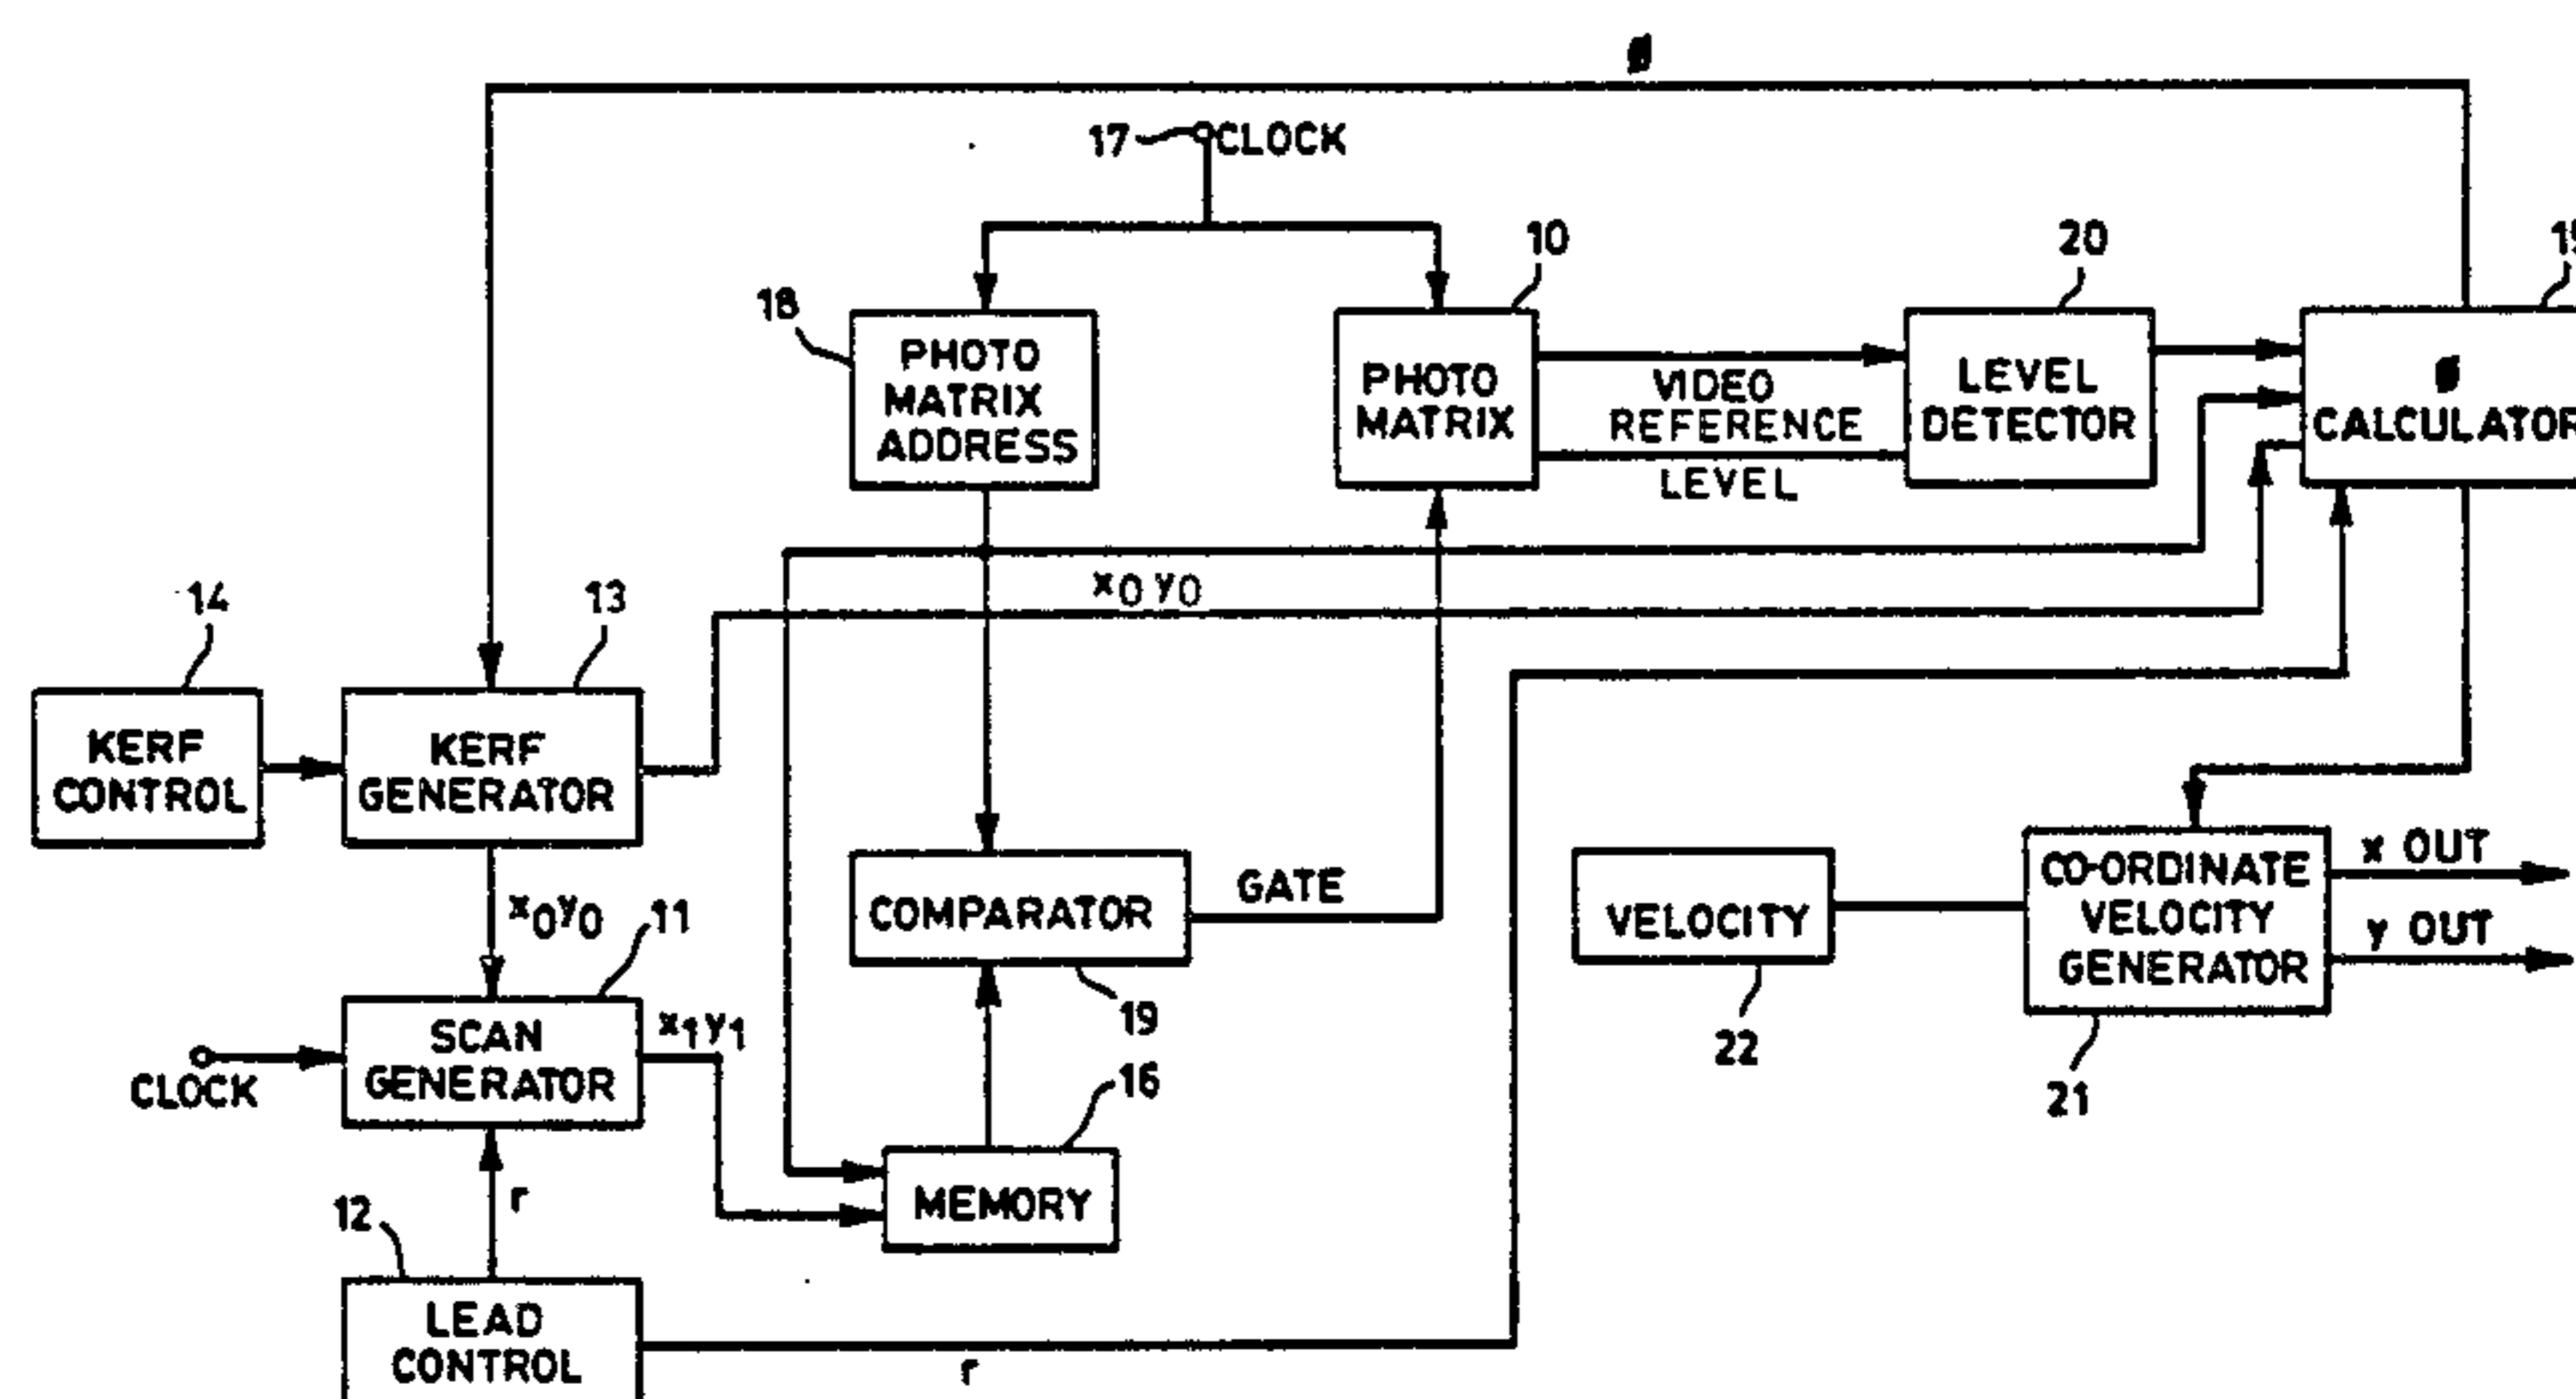 ø
17 CLOCK
10
20
18
PHOTO
MATRIX
ADDRESS
PHOTO
MATRIX
VIDEO
REFERENCE
LEVEL
LEVEL
DETECTOR
ø
CALCULATOR
x₀ y₀
14
13
KERF
CONTROL
KERF
GENERATOR
x₀y₀
11
COMPARATOR
GATE
19
VELOCITY
22
CO-ORDINATE
VELOCITY
GENERATOR
21
x OUT
y OUT
CLOCK
SCAN
GENERATOR
x₁y₁
16
MEMORY
12
r
LEAD
CONTROL
r